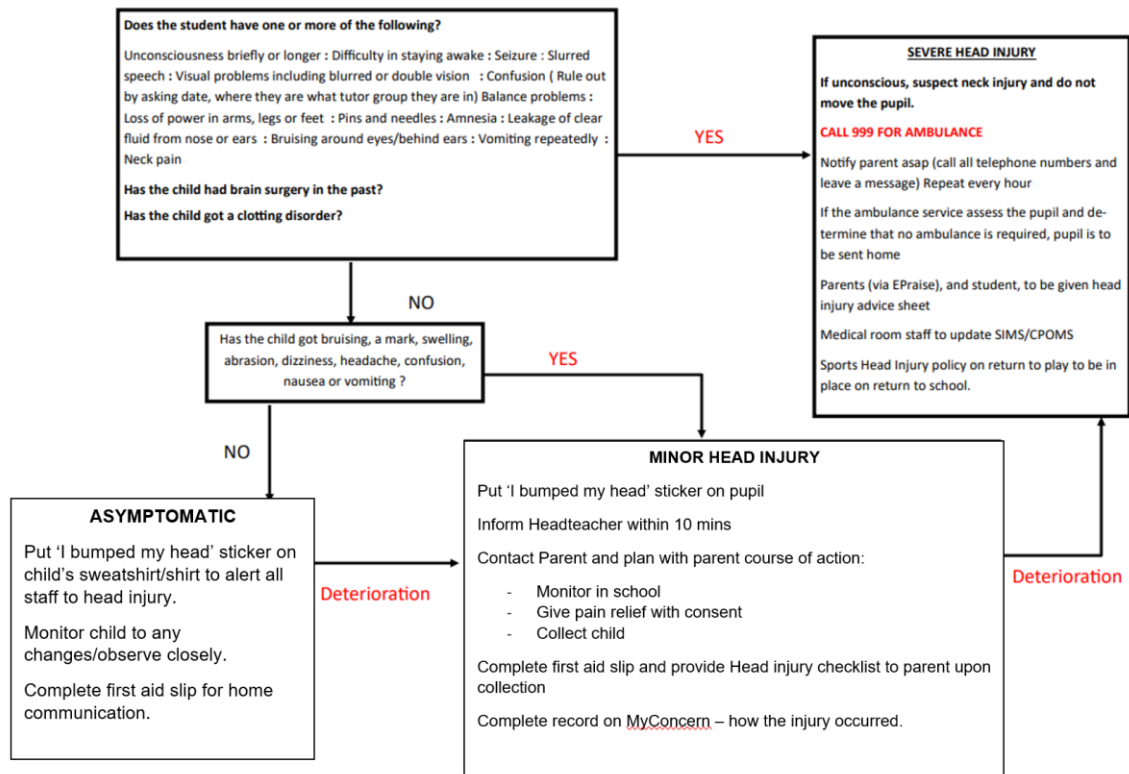 Does the student have one or more of the following?
Unconsciousness briefly or longer : Difficulty in staying awake : Seizure : Slurred
speech : Visual problems including blurred or double vision : Confusion ( Rule out
by asking date, where they are what tutor group they are in) Balance problems :
Loss of power in arms, legs or feet : Pins and needles : Amnesia : Leakage of clear
fluid from nose or ears : Bruising around eyes/behind ears : Vomiting repeatedly :
Neck pain
Has the child had brain surgery in the past?
Has the child got a clotting disorder?
YES
SEVERE HEAD INJURY
If unconscious, suspect neck injury and do not
move the pupil.
CALL 999 FOR AMBULANCE
Notify parent asap (call all telephone numbers and
leave a message) Repeat every hour
If the ambulance service assess the pupil and de-
termine that no ambulance is required, pupil is to
be sent home
Parents (via EPraise), and student, to be given head
injury advice sheet
Medical room staff to update SIMS/CPOMS
Sports Head Injury policy on return to play to be in
place on return to school.
NO
Has the child got bruising, a mark, swelling,
abrasion, dizziness, headache, confusion,
nausea or vomiting ?
YES
NO
ASYMPTOMATIC
Put ‘I bumped my head’ sticker on
child’s sweatshirt/shirt to alert all
staff to head injury.
Monitor child to any
changes/observe closely.
Complete first aid slip for home
communication.
Deterioration
MINOR HEAD INJURY
Put ‘I bumped my head’ sticker on pupil
Inform Headteacher within 10 mins
Contact Parent and plan with parent course of action:
- Monitor in school
- Give pain relief with consent
- Collect child
Complete first aid slip and provide Head injury checklist to parent upon
collection
Complete record on MyConcern – how the injury occurred.
Deterioration